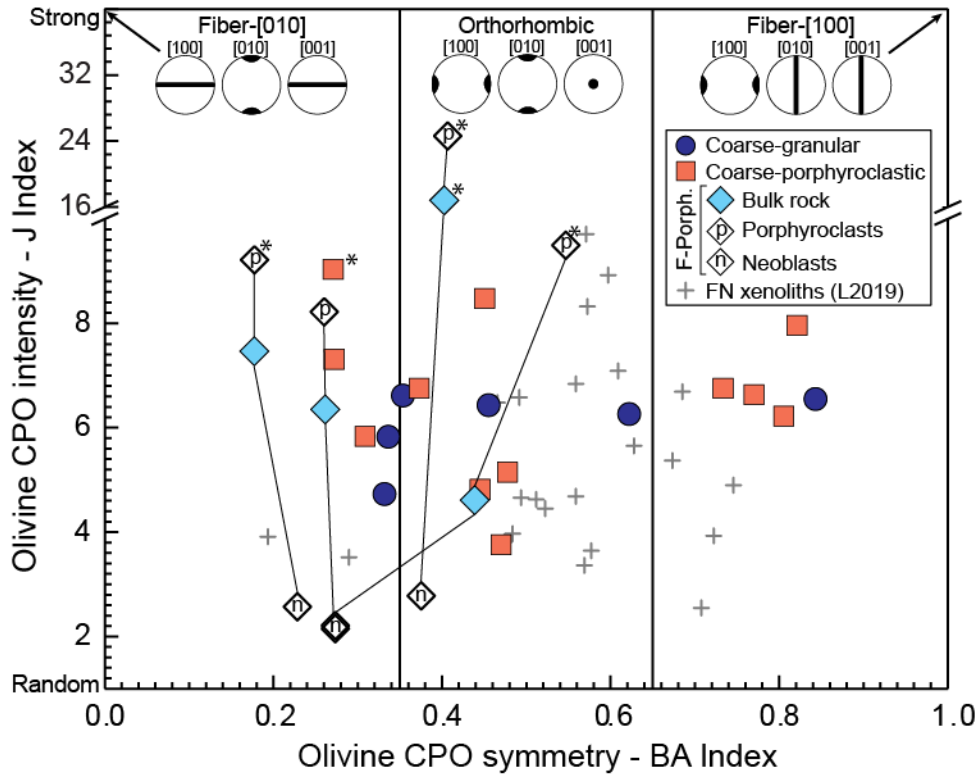 Strong
Fiber-[010]
Orthorhombic
Fiber-[100]
[100] [010] [001]
[100] [010] [001]
[100] [010] [001]
32
24
16
8
6
4
2
Random
Olivine CPO intensity - J Index
p*
p*
p
*
p*
*
p*
n
n
n
Coarse-granular
Coarse-porphyroclastic
F-Porph.
Bulk rock
p Porphyroclasts
n Neoblasts
FN xenoliths (L2019)
0.0 0.2 0.4 0.6 0.8 1.0
Olivine CPO symmetry - BA Index